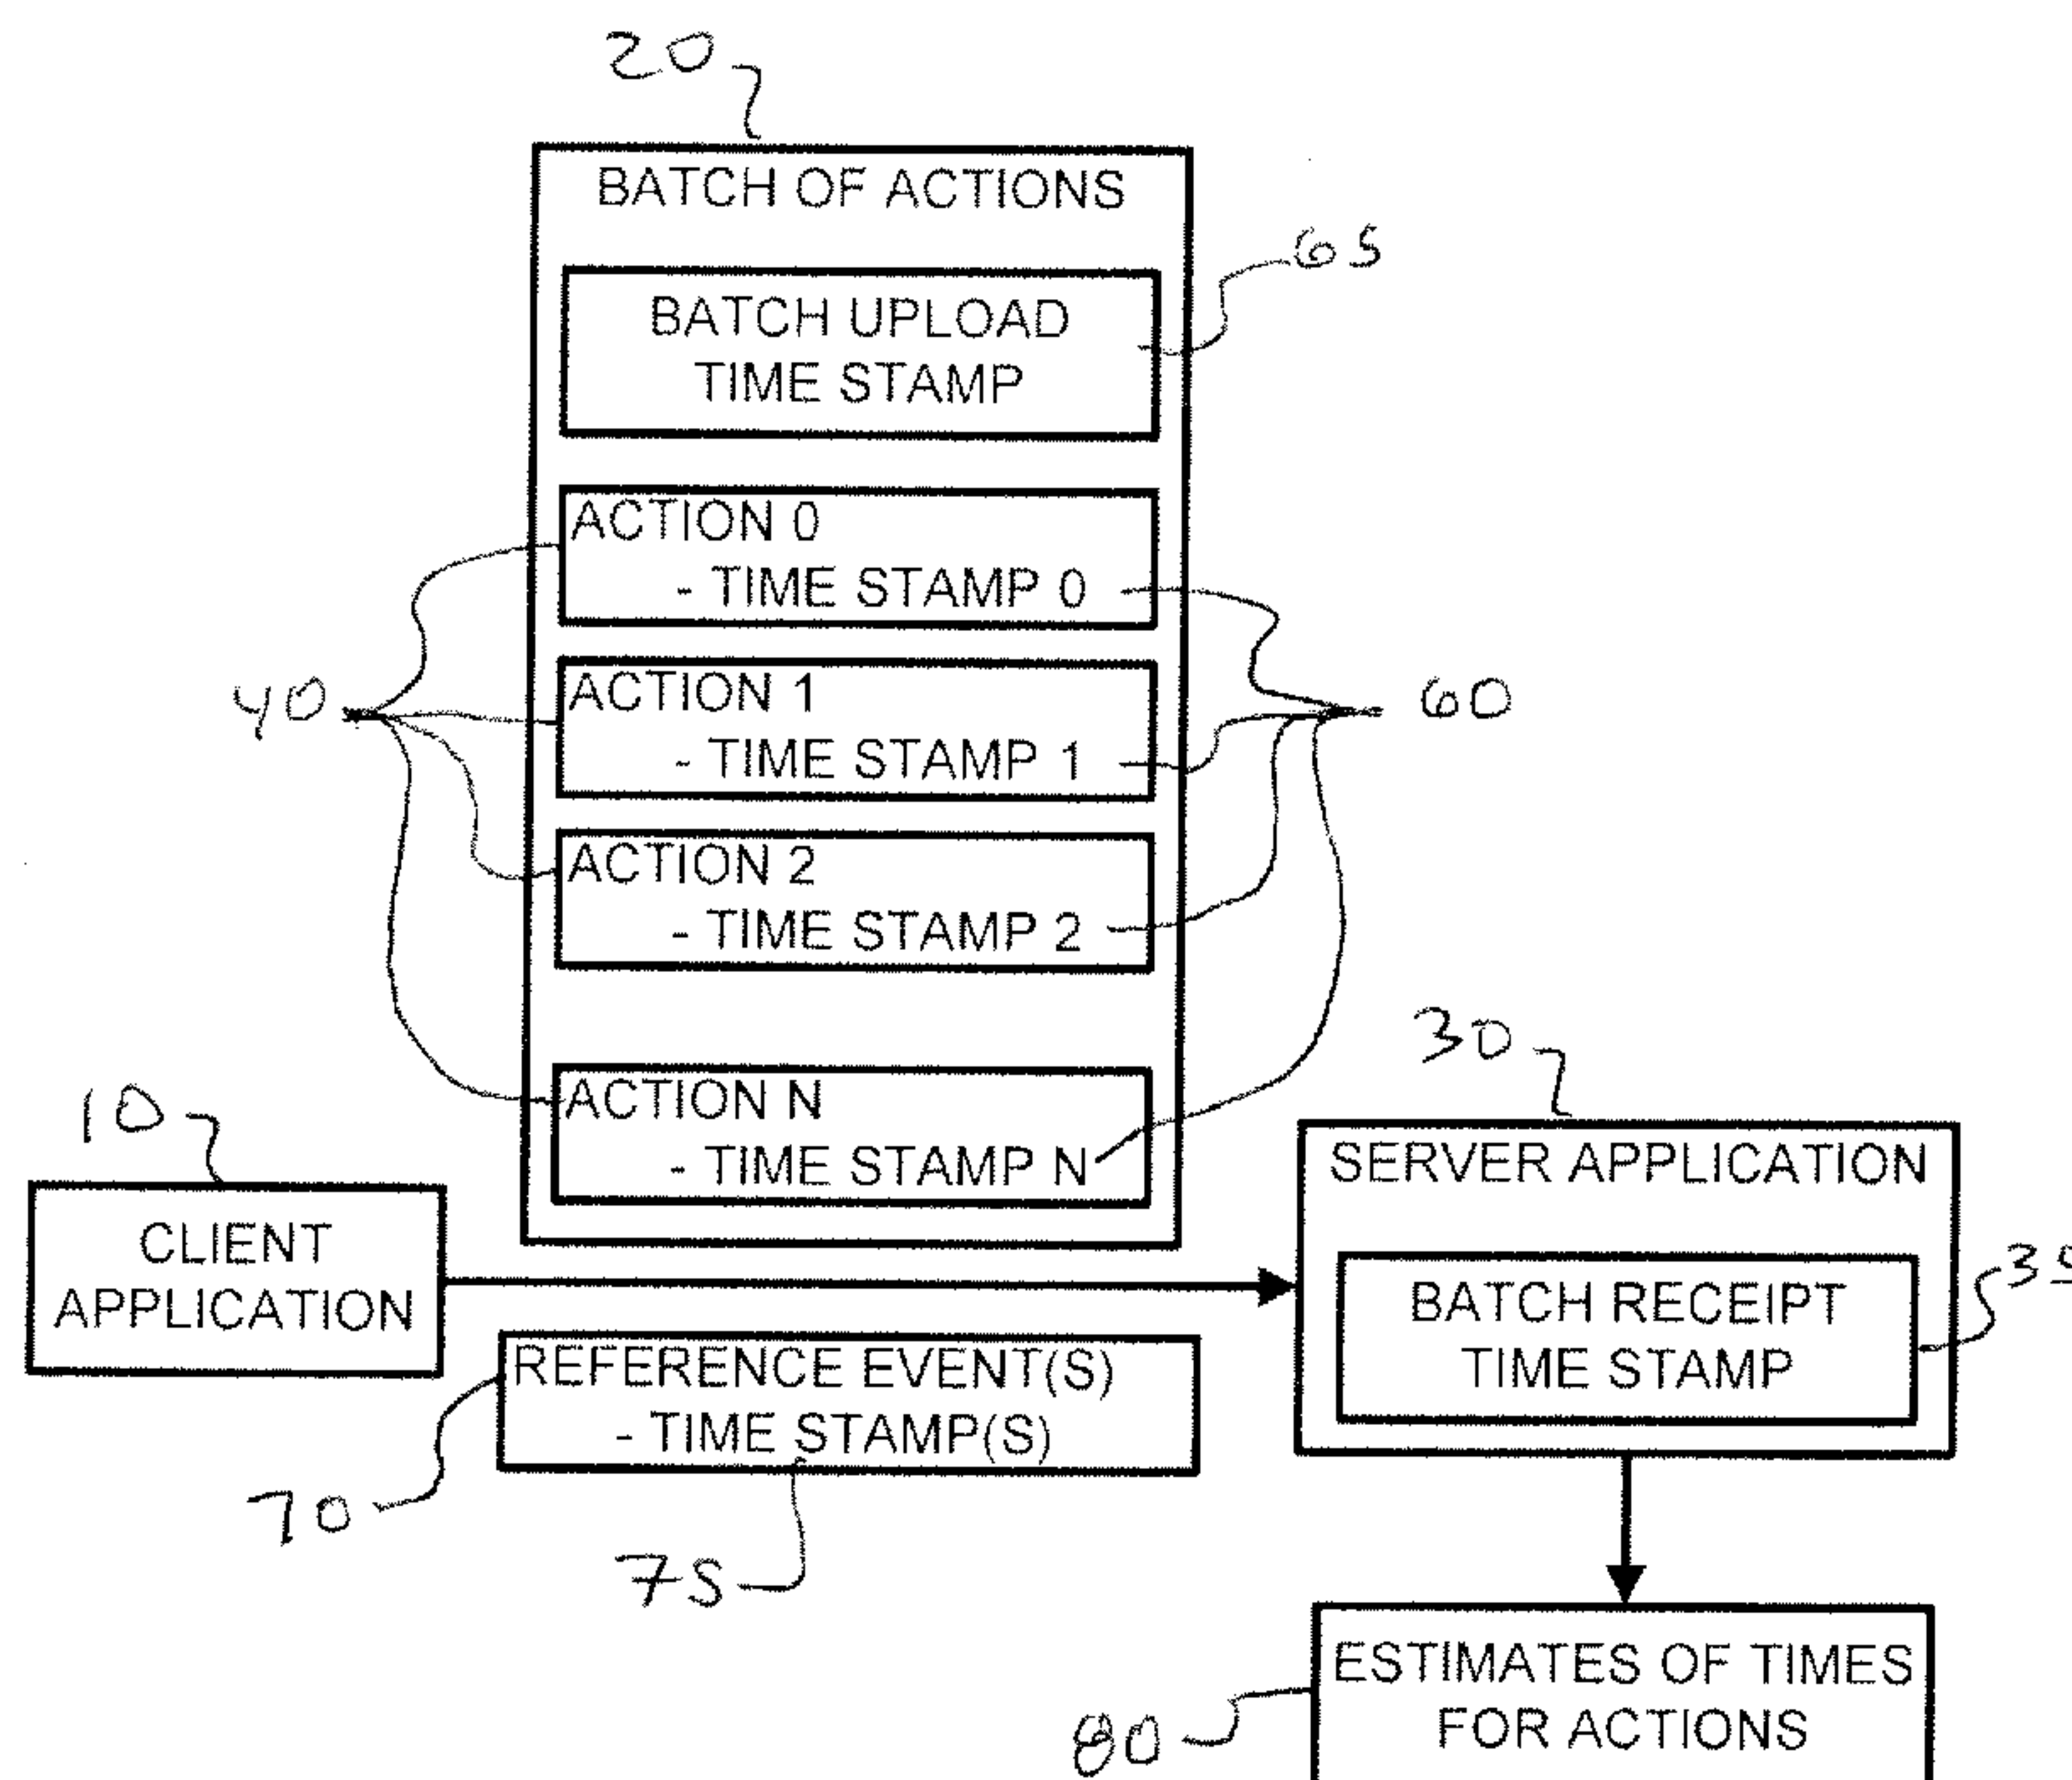 20
BATCH OF ACTIONS
65
BATCH UPLOAD
TIME STAMP
ACTION 0
- TIME STAMP 0
40
60
ACTION 1
- TIME STAMP 1
ACTION 2
- TIME STAMP 2
ACTION N
- TIME STAMP N
10
CLIENT
APPLICATION
30
SERVER APPLICATION
BATCH RECEIPT
TIME STAMP
REFERENCE EVENT(S)
- TIME STAMP(S)
70
75
ESTIMATES OF TIMES
FOR ACTIONS
80